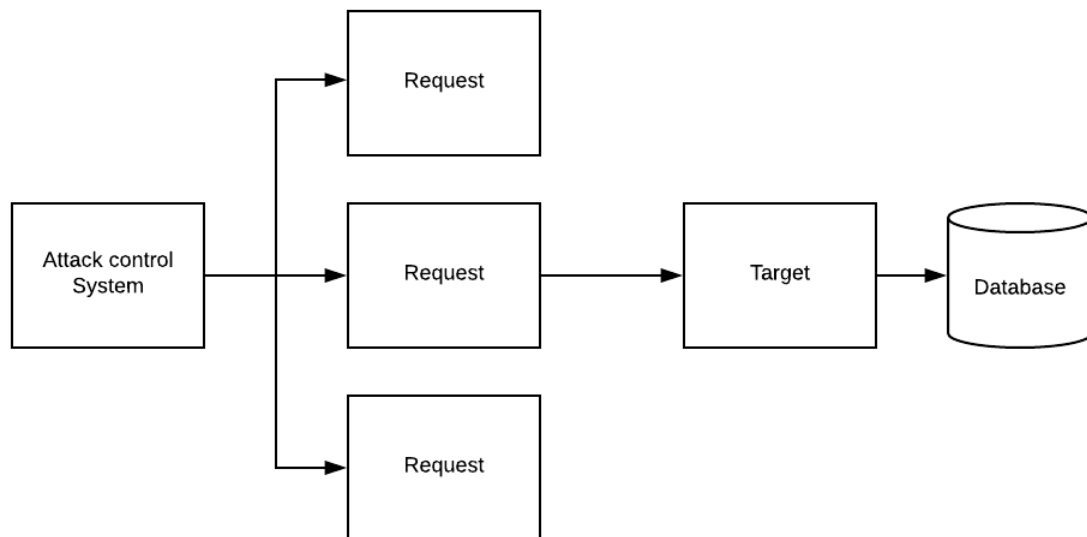 Request
Attack control
System
Request
Target
Database
Request